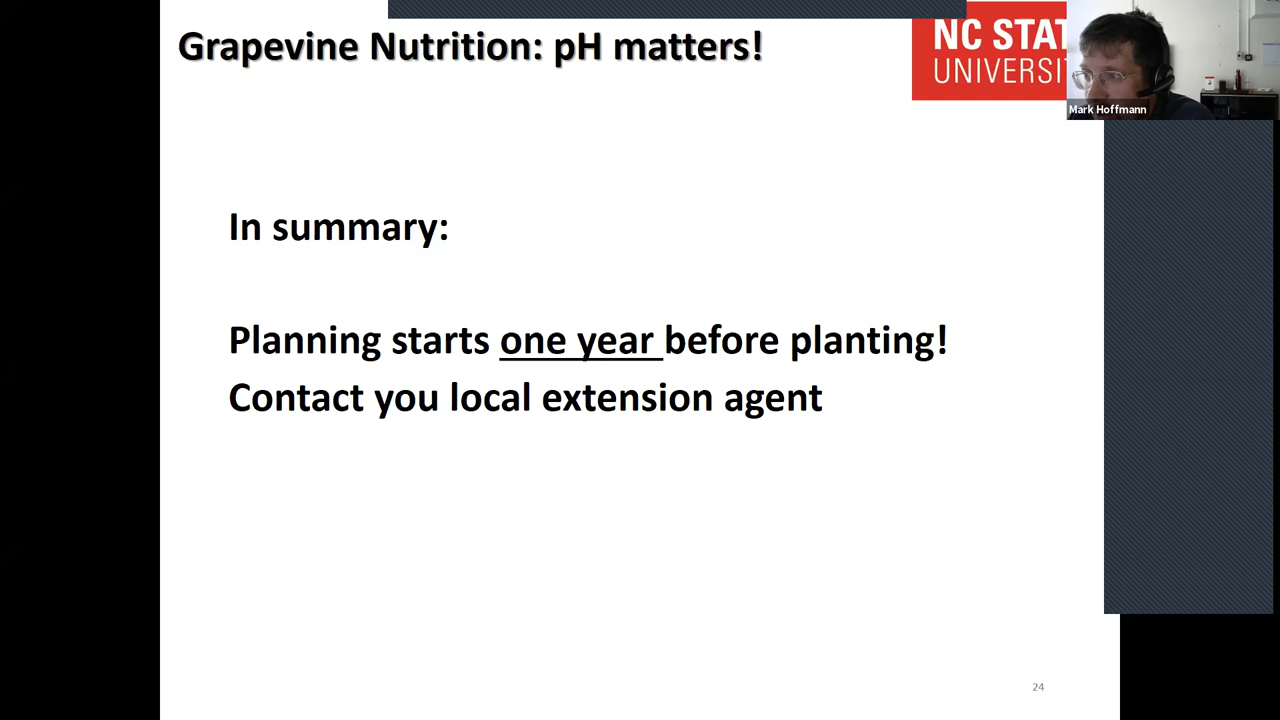 Grapevine Nutrition: pH matters!
NC STAT
UNIVERSI
Mark Hoffmann
In summary:
Planning starts one year before planting!
Contact you local extension agent
24